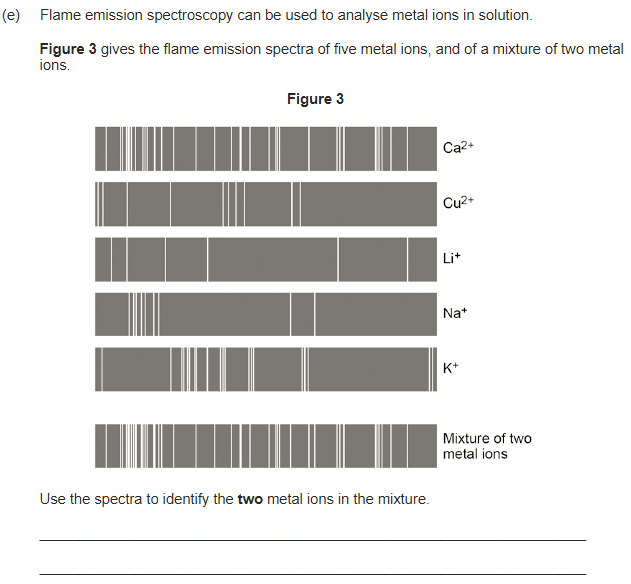 (e) Flame emission spectroscopy can be used to analyse metal ions in solution.
Figure 3 gives the flame emission spectra of five metal ions, and of a mixture of two metal
ions.
Figure 3
Ca2+
Cu2+
Li+
Na+
K+
Mixture of two
metal ions
Use the spectra to identify the two metal ions in the mixture.